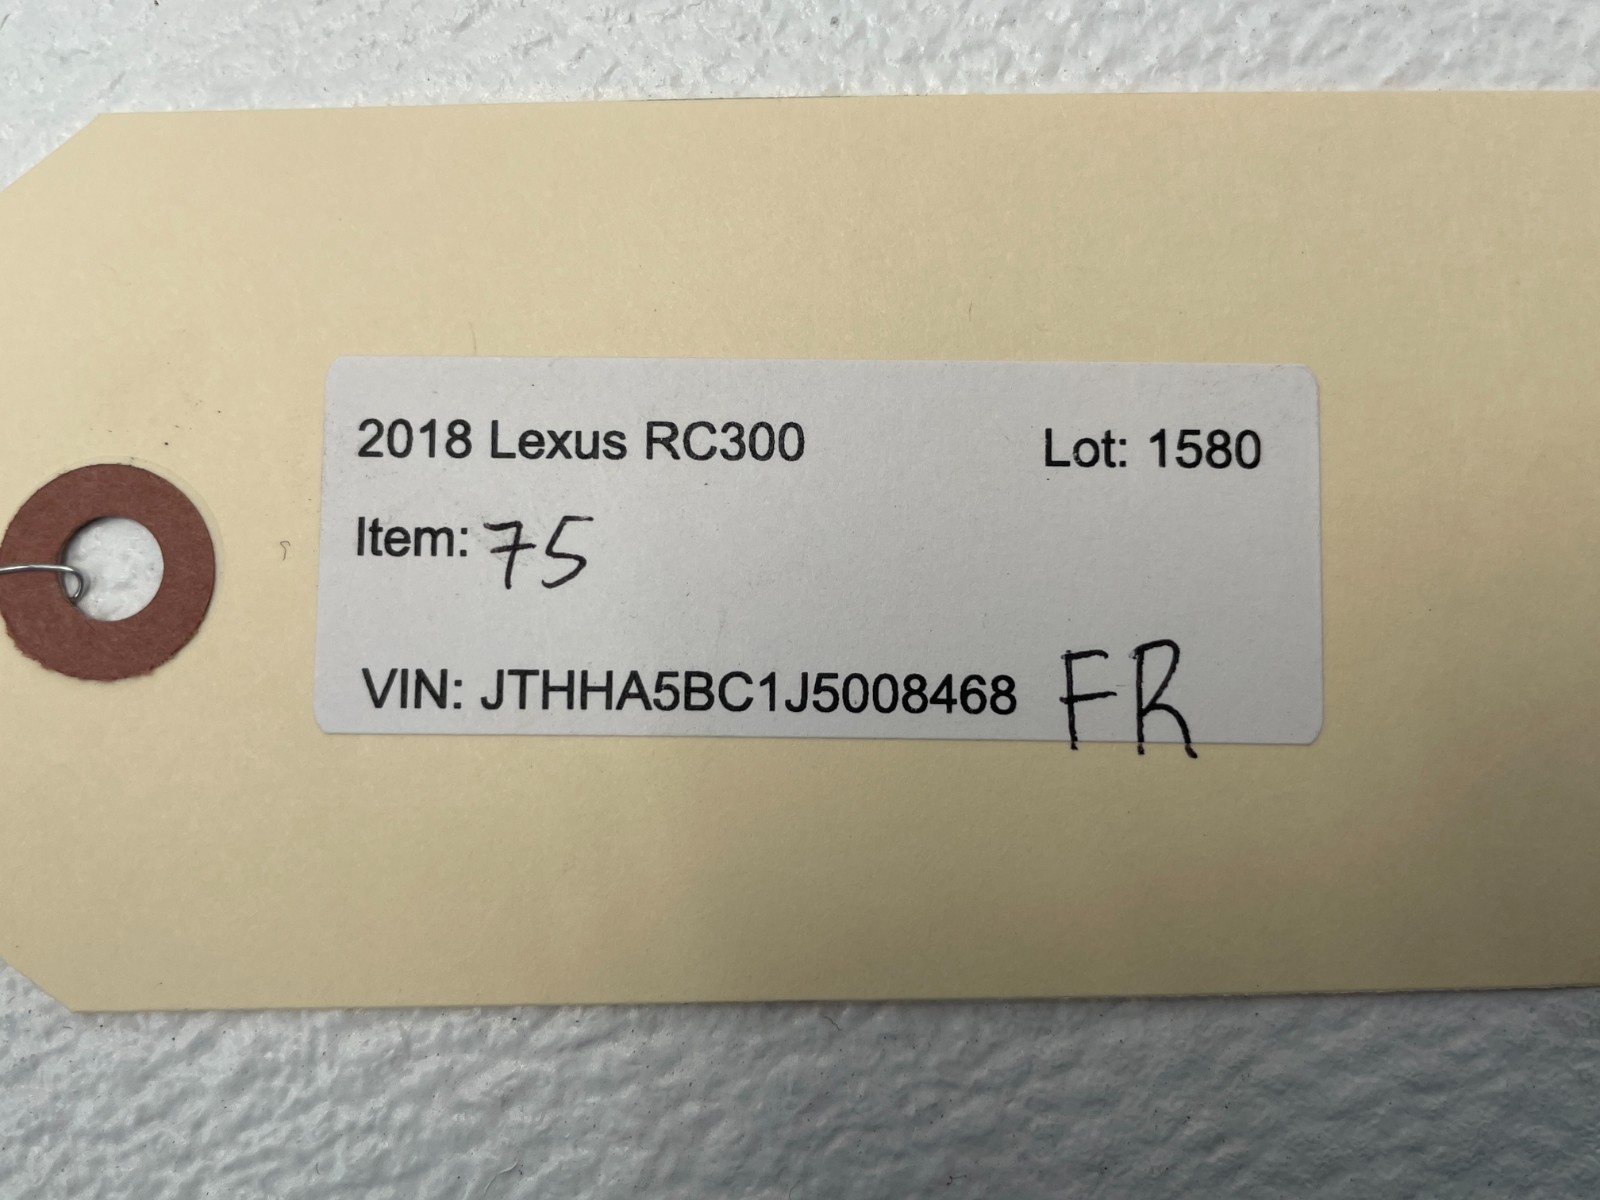 2018 Lexus RC300 Lot: 1580
Item: 75
VIN: JTHHA5BC1J5008468 FR